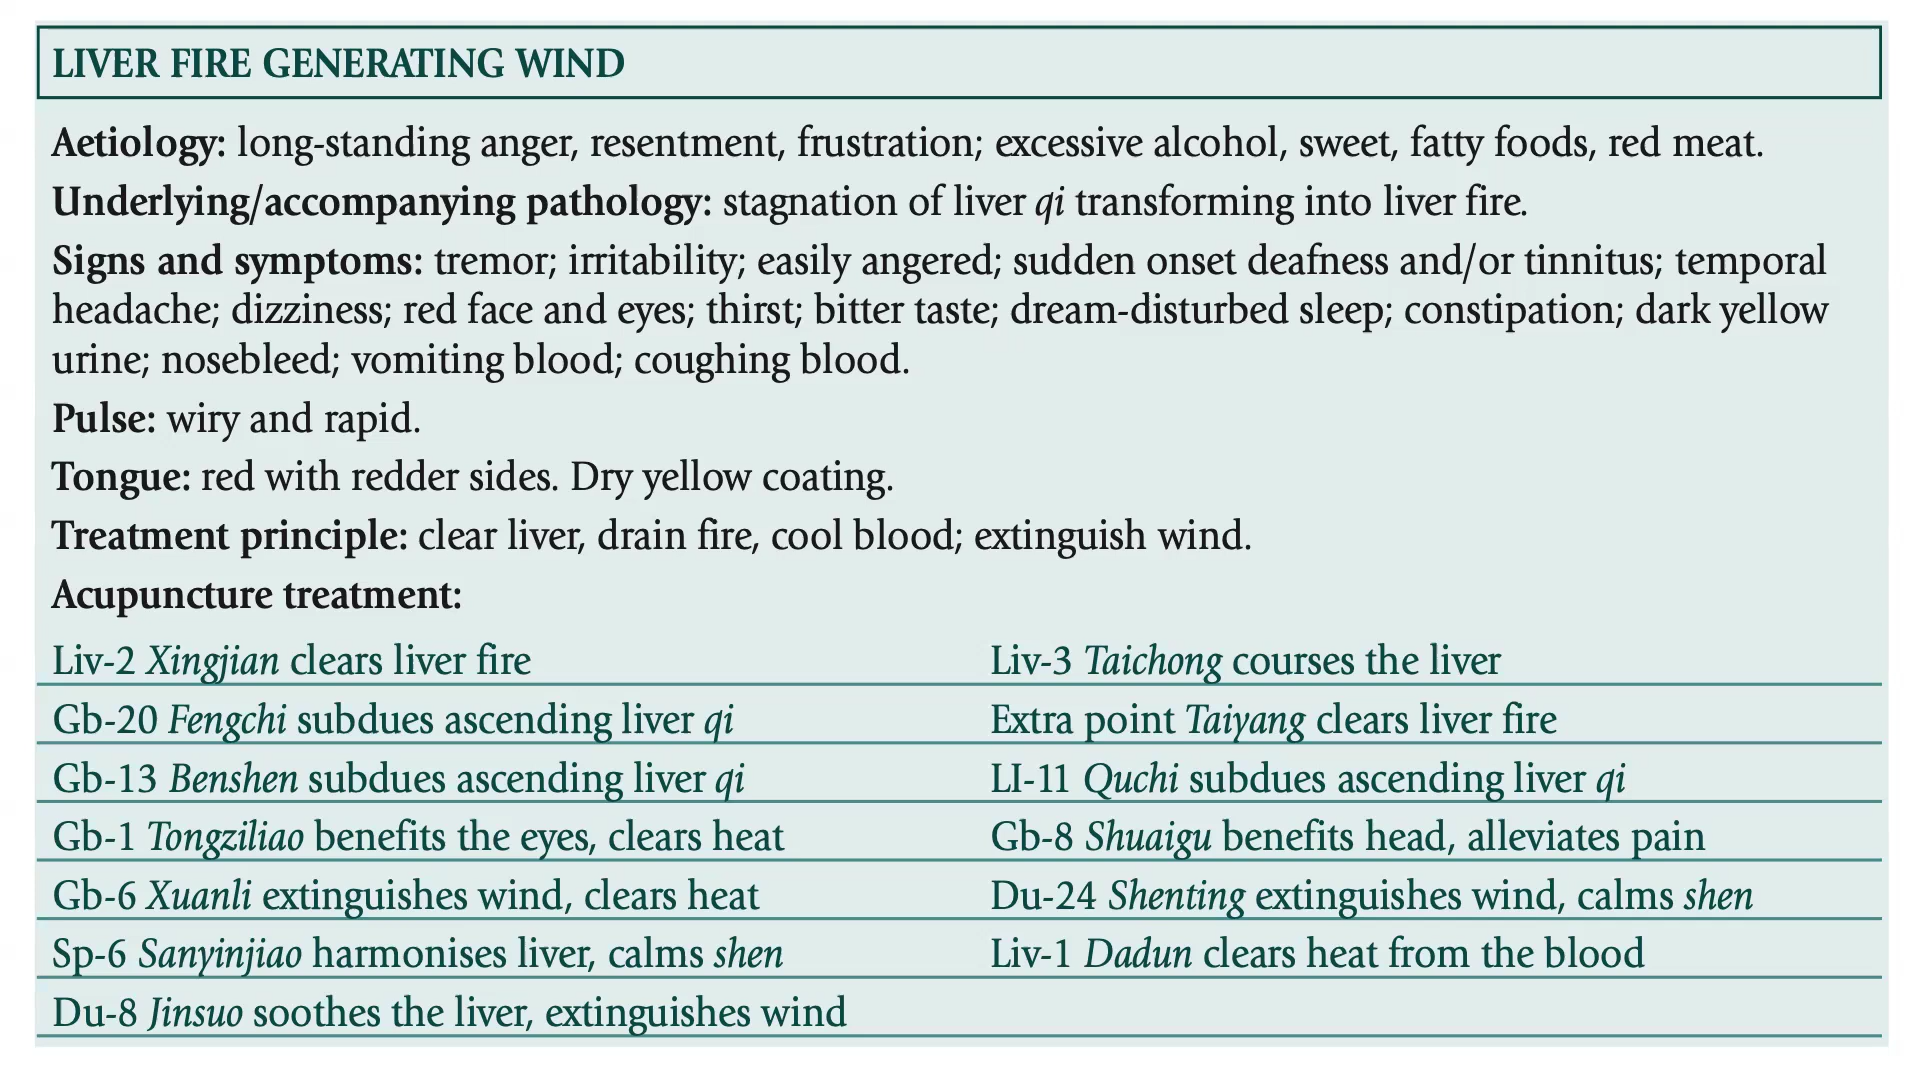 LIVER FIRE GENERATING WIND
Aetiology: long-standing anger, resentment, frustration; excessive alcohol, sweet, fatty foods, red meat.
Underlying/accompanying pathology: stagnation of liver qi transforming into liver fire.
Signs and symptoms: tremor; irritability; easily angered; sudden onset deafness and/or tinnitus; temporal
headache; dizziness; red face and eyes; thirst; bitter taste; dream-disturbed sleep; constipation; dark yellow
urine; nosebleed; vomiting blood; coughing blood.
Pulse: wiry and rapid.
Tongue: red with redder sides. Dry yellow coating.
Treatment principle: clear liver, drain fire, cool blood; extinguish wind.
Acupuncture treatment:
Liv-2 Xingjian clears liver fire
Liv-3 Taichong courses the liver
Gb-20 Fengchi subdues ascending liver qi
Extra point Taiyang clears liver fire
Gb-13 Benshen subdues ascending liver qi
LI-11 Quchi subdues ascending liver qi
Gb-1 Tongziliao benefits the eyes, clears heat
Gb-8 Shuaigu benefits head, alleviates pain
Gb-6 Xuanli extinguishes wind, clears heat
Du-24 Shenting extinguishes wind, calms shen
Sp-6 Sanyinjiao harmonises liver, calms shen
Liv-1 Dadun clears heat from the blood
Du-8 Jinsuo soothes the liver, extinguishes wind